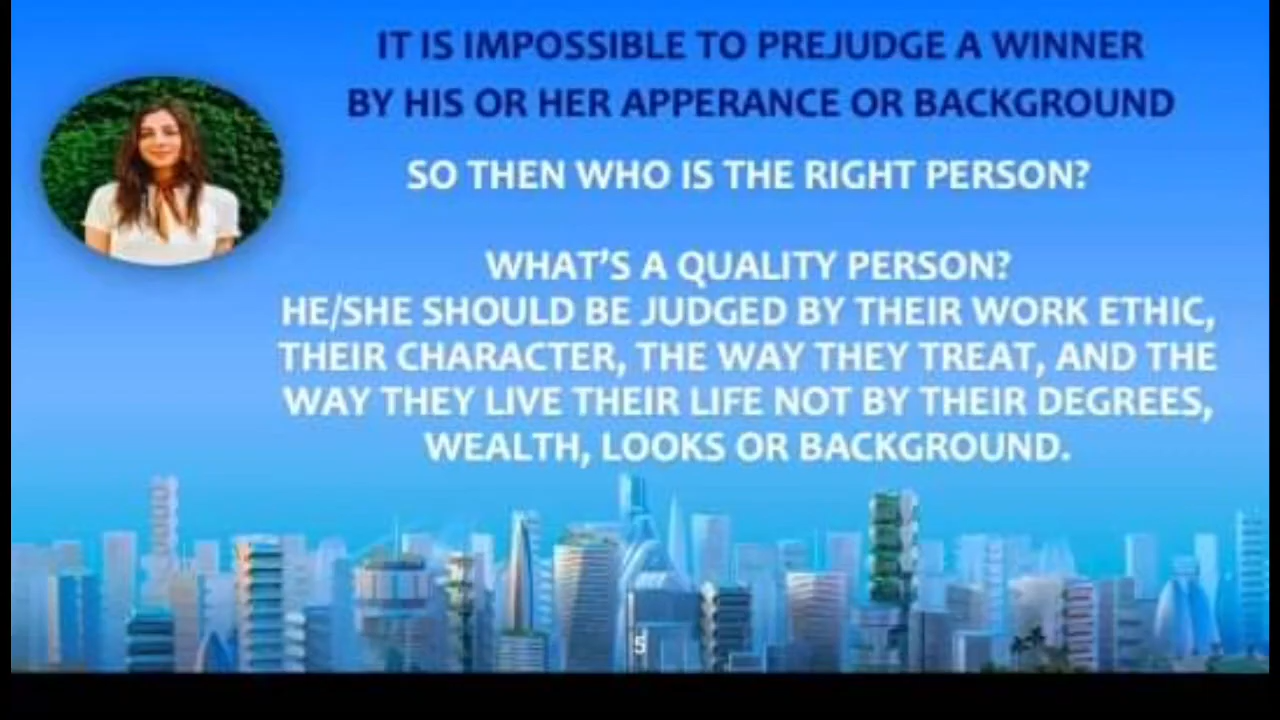 IT IS IMPOSSIBLE TO PREJUDGE A WINNER
BY HIS OR HER APPERANCE OR BACKGROUND
SO THEN WHO IS THE RIGHT PERSON?
WHAT'S A QUALITY PERSON?
HE/SHE SHOULD BE JUDGED BY THEIR WORK ETHIC,
THEIR CHARACTER, THE WAY THEY TREAT, AND THE
WAY THEY LIVE THEIR LIFE NOT BY THEIR DEGREES,
WEALTH, LOOKS OR BACKGROUND.
5